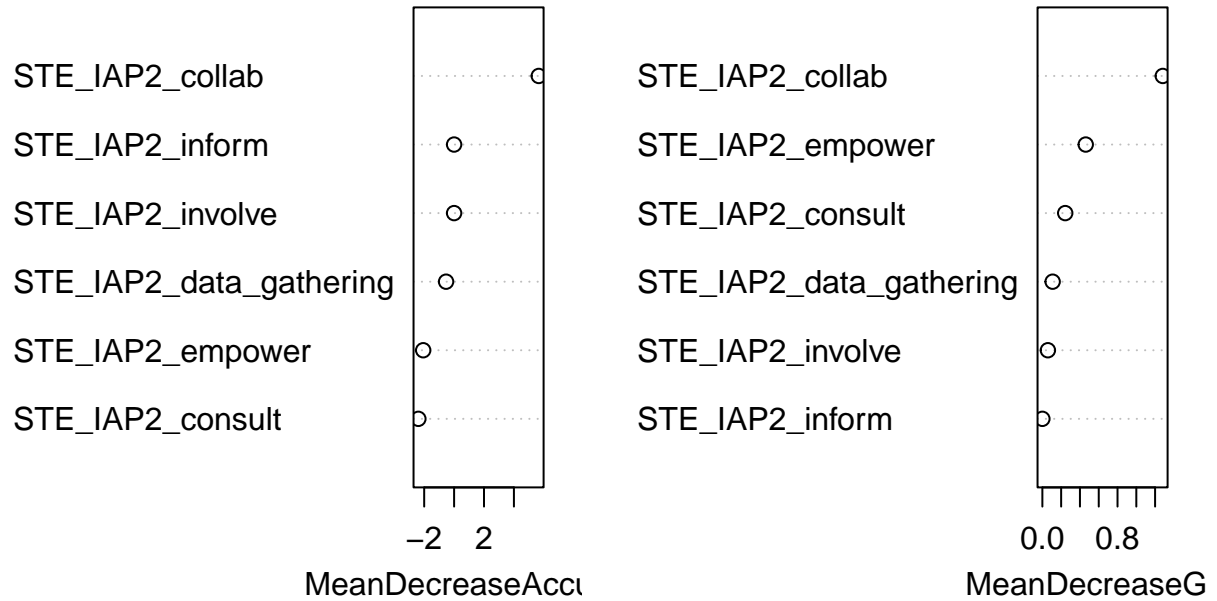 STE_IAP2_collab
STE_IAP2_inform
STE_IAP2_involve
STE_IAP2_data_gathering
STE_IAP2_empower
STE_IAP2_consult
−2 2
MeanDecreaseAccu
STE_IAP2_collab
STE_IAP2_empower
STE_IAP2_consult
STE_IAP2_data_gathering
STE_IAP2_involve
STE_IAP2_inform
0.0 0.8
MeanDecreaseG